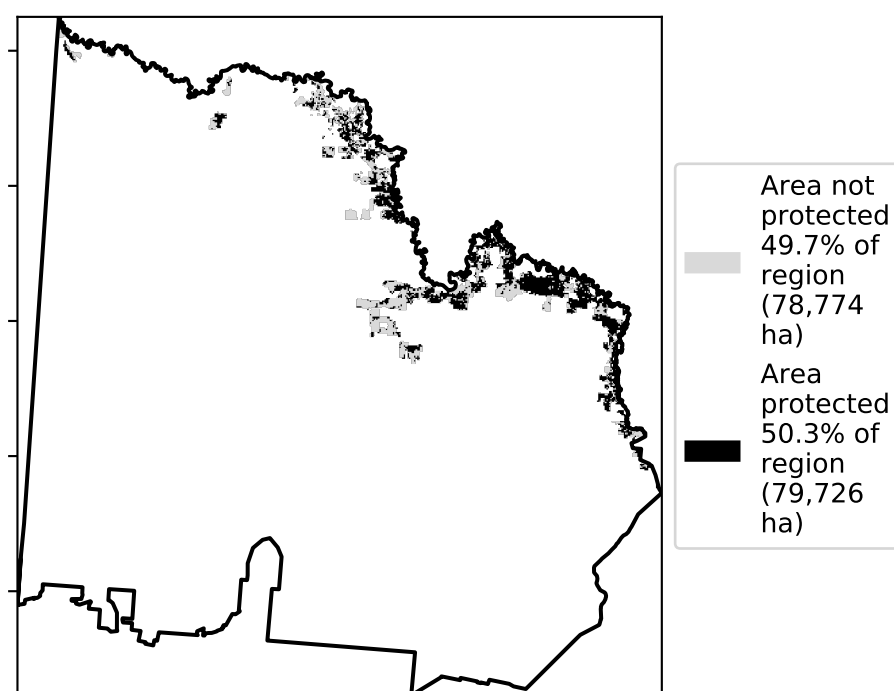 Area not
protected
49.7% of
region
(78,774
ha)
Area
protected
50.3% of
region
(79,726
ha)